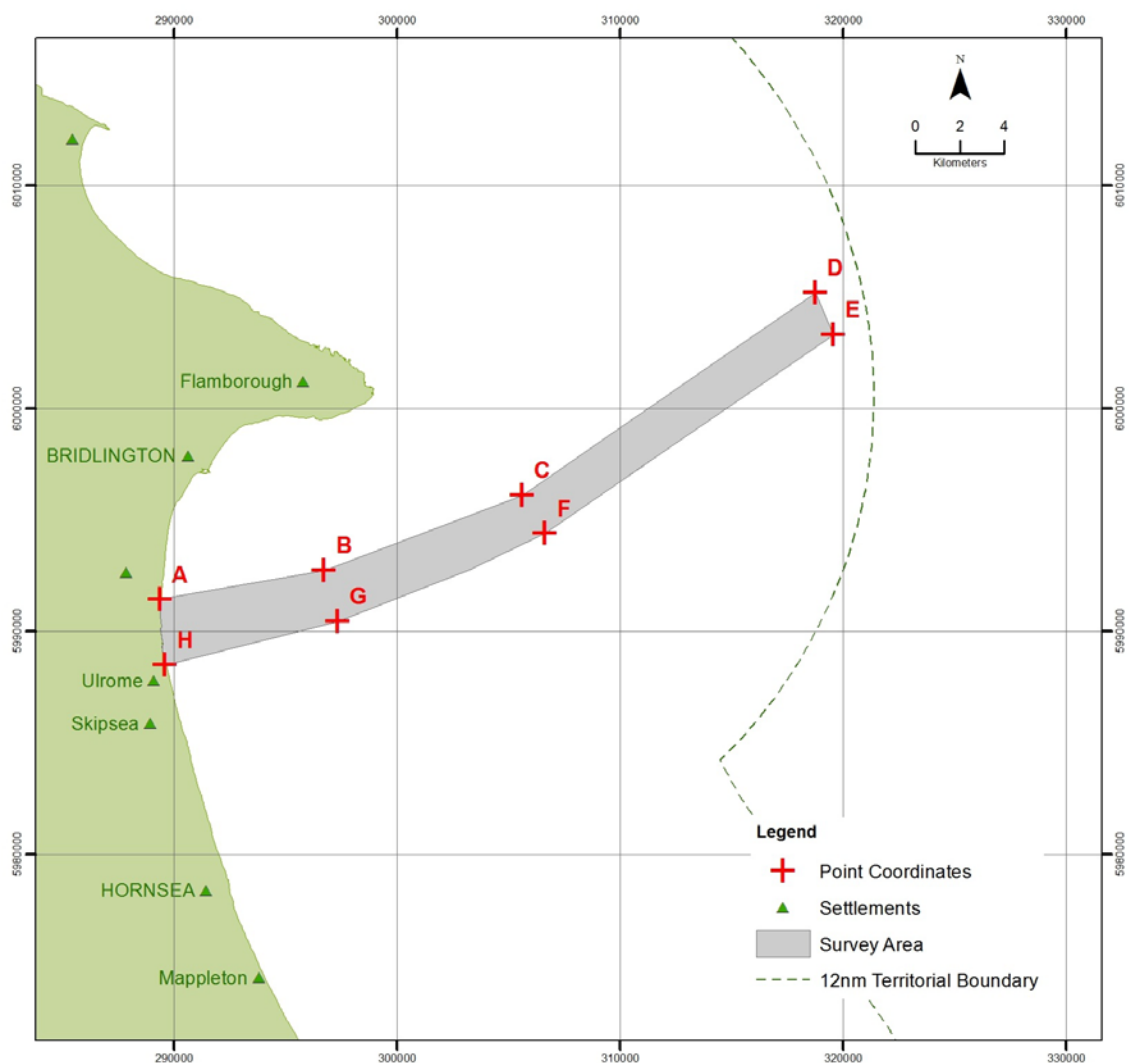 290000 300000 310000 320000 330000
N
0 2 4
Kilometers
6010000 6010000
D
E
Flamborough
6000000 6000000
BRIDLINGTON
C
F
B
A
G
H
5990000 5990000
Ulrome
Skipsea
Legend
Point Coordinates
5980000 5980000
HORNSEA
Settlements
Survey Area
Mappleton
12nm Territorial Boundary
290000 300000 310000 320000 330000